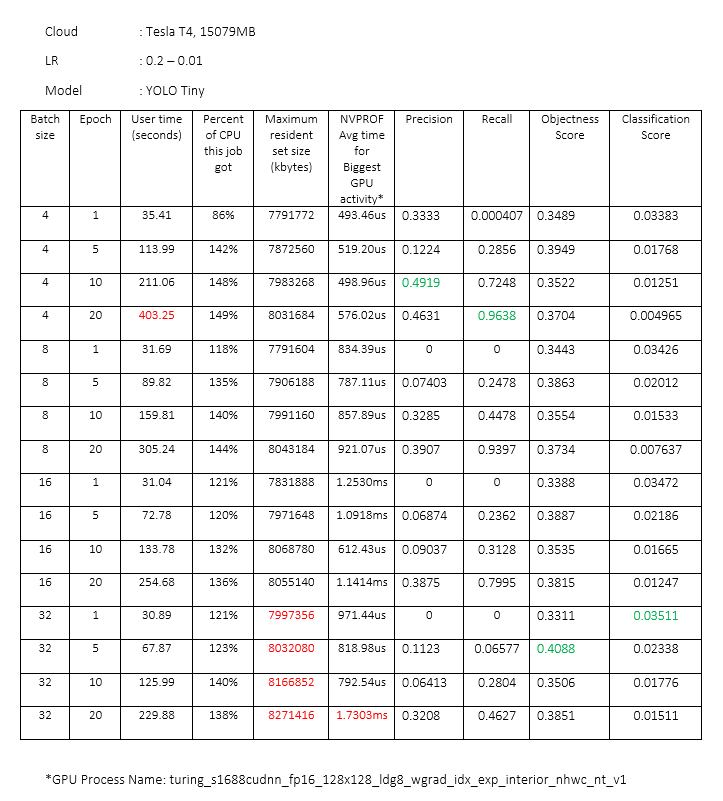 Cloud : Tesla T4, 15079MB
LR : 0.2 – 0.01
Model : YOLO Tiny
Batch size Epoch User time (seconds) Percent of CPU this job got Maximum resident set size (kbytes) NVPROF Avg time for Biggest GPU activity* Precision Recall Objectness Score Classification Score
4 1 35.41 86% 7791772 493.46us 0.3333 0.000407 0.3489 0.03383
4 5 113.99 142% 7872560 519.20us 0.1224 0.2856 0.3949 0.01768
4 10 211.06 148% 7983268 498.96us 0.4919 0.7248 0.3522 0.01251
4 20 403.25 149% 8031684 576.02us 0.4631 0.9638 0.3704 0.004965
8 1 31.69 118% 7791604 834.39us 0 0 0.3443 0.03426
8 5 89.82 135% 7906188 787.11us 0.07403 0.2478 0.3863 0.02012
8 10 159.81 140% 7991160 857.89us 0.3285 0.4478 0.3554 0.01533
8 20 305.24 144% 8043184 921.07us 0.3907 0.9397 0.3734 0.007637
16 1 31.04 121% 7831888 1.2530ms 0 0 0.3388 0.03472
16 5 72.78 120% 7971648 1.0918ms 0.06874 0.2362 0.3887 0.02186
16 10 133.78 132% 8068780 612.43us 0.09037 0.3128 0.3535 0.01665
16 20 254.68 136% 8055140 1.1414ms 0.3875 0.7995 0.3815 0.01247
32 1 30.89 121% 7997356 971.44us 0 0 0.3311 0.03511
32 5 67.87 123% 8032080 818.98us 0.1123 0.06577 0.4088 0.02338
32 10 125.99 140% 8166852 792.54us 0.06413 0.2804 0.3506 0.01776
32 20 229.88 138% 8271416 1.7303ms 0.3208 0.4627 0.3851 0.01511
*GPU Process Name: turing_s1688cudnn_fp16_128x128_ldg8_wgrad_idx_exp_interior_nhwc_nt_v1